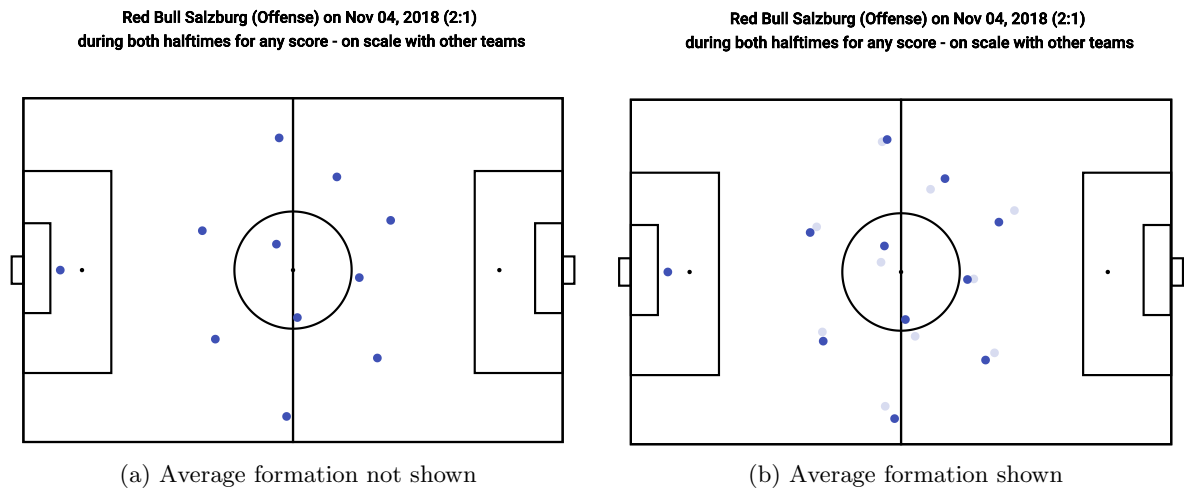 Red Bull Salzburg (Offense) on Nov 04, 2018 (2:1)
during both halftimes for any score - on scale with other teams
(a) Average formation not shown
Red Bull Salzburg (Offense) on Nov 04, 2018 (2:1)
during both halftimes for any score - on scale with other teams
(b) Average formation shown